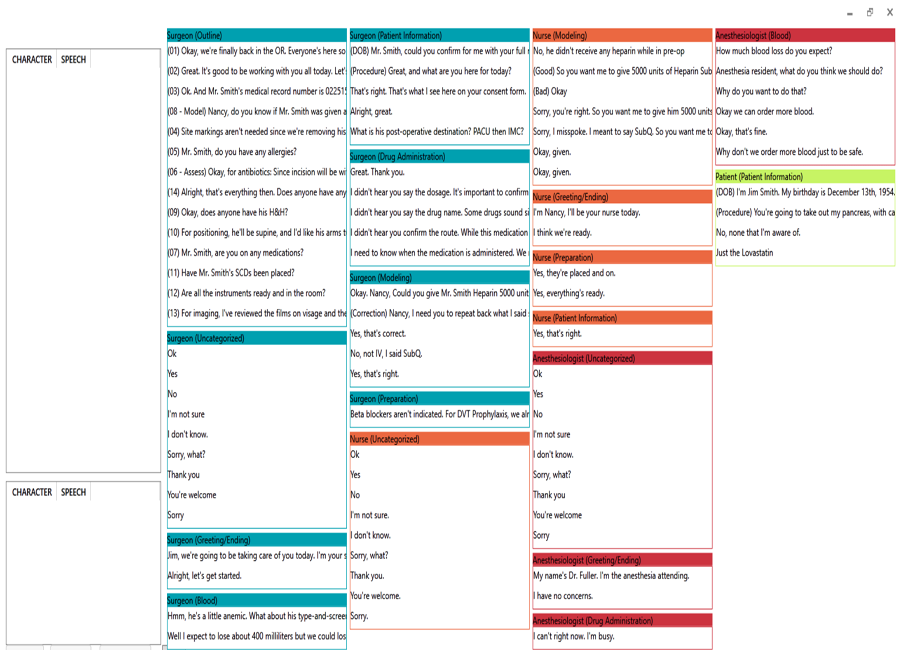 CHARACTER SPEECH
CHARACTER SPEECH
Surgeon (Outline)
(01) Okay, we're finally back in the OR. Everyone's here so
(02) Great. It's good to be working with you all today. Let'
(03) Ok. And Mr. Smith's medical record number is 02251
(08 - Model) Nancy, do you know if Mr. Smith was given a
(04) Site markings aren't needed since we're removing his
(05) Mr. Smith, do you have any allergies?
(06 - Assess) Okay, for antibiotics: Since incision will be wi
(14) Alright, that's everything then. Does anyone have any
(09) Okay, does anyone have his H&H?
(10) For positioning, he'll be supine, and I'd like his arms t
(07) Mr. Smith, are you on any medications?
(11) Have Mr. Smith's SCDs been placed?
(12) Are all the instruments ready and in the room?
(13) For imaging, I've reviewed the films on visage and the
Surgeon (Uncategorized)
Ok
Yes
No
I'm not sure
I don't know.
Sorry, what?
Thank you
You're welcome
Sorry
Surgeon (Greeting/Ending)
Jim, we're going to be taking care of you today. I'm your s
Alright, let's get started.
Surgeon (Blood)
Hmm, he's a little anemic. What about his type-and-scree
Well I expect to lose about 400 milliliters but we could los
Surgeon (Patient Information)
(DOB) Mr. Smith, could you confirm for me with your full
(Procedure) Great, and what are you here for today?
That's right. That's what I see here on your consent form.
Alright, great.
What is his post-operative destination? PACU then IMC?
Surgeon (Drug Administration)
Great. Thank you.
I didn't hear you say the dosage. It's important to confirm
I didn't hear you say the drug name. Some drugs sound si
I didn't hear you confirm the route. While this medication
I need to know when the medication is administered. We
Surgeon (Modeling)
Okay. Nancy, Could you give Mr. Smith Heparin 5000 unit
(Correction) Nancy, I need you to repeat back what I said
Yes, that's correct.
No, not IV, I said SubQ.
Yes, that's right.
Surgeon (Preparation)
Beta blockers aren't indicated. For DVT Prophylaxis, we alr
Nurse (Uncategorized)
Ok
Yes
No
I'm not sure.
I don't know.
Sorry, what?
Thank you.
You're welcome.
Sorry.
Nurse (Modeling)
No, he didn't receive any heparin while in pre-op
(Good) So you want me to give 5000 units of Heparin Sub
(Bad) Okay
Sorry, you're right. So you want me to give him 5000 units
Sorry, I misspoke. I meant to say SubQ. So you want me to
Okay, given.
Okay, given.
Nurse (Greeting/Ending)
I'm Nancy, I'll be your nurse today.
I think we're ready.
Nurse (Preparation)
Yes, they're placed and on.
Yes, everything's ready.
Nurse (Patient Information)
Yes, that's right.
Anesthesiologist (Uncategorized)
Ok
Yes
No
I'm not sure
I don't know.
Sorry, what?
Thank you
You're welcome
Sorry
Anesthesiologist (Greeting/Ending)
My name's Dr. Fuller. I'm the anesthesia attending.
I have no concerns.
Anesthesiologist (Drug Administration)
I can't right now. I'm busy.
Anesthesiologist (Blood)
How much blood loss do you expect?
Anesthesia resident, what do you think we should do?
Why do you want to do that?
Okay we can order more blood.
Okay, that's fine.
Why don't we order more blood just to be safe.
Patient (Patient Information)
(DOB) I'm Jim Smith. My birthday is December 13th, 1954.
(Procedure) You're going to take out my pancreas, with ca
No, none that I'm aware of.
Just the Lovastatin